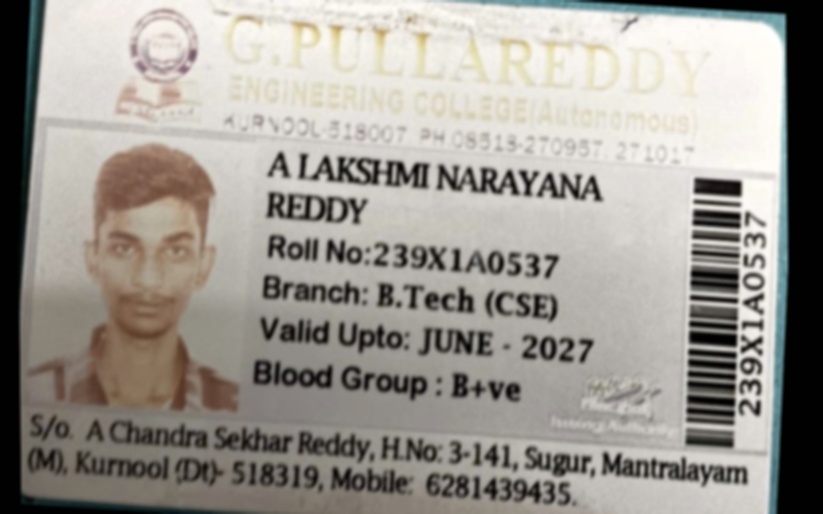 G.PULLAREDDY
ENGINEERING COLLEGE(Autonomous)
KURNOOL-518007. PH.08518-270957, 271017
A LAKSHMI NARAYANA
REDDY
Roll No:239X1A0537
Branch: B.Tech (CSE)
Valid Upto: JUNE - 2027
Blood Group : B+ve
239X1A0537
S/o. A Chandra Sekhar Reddy, H.No: 3-141, Sugur, Mantralayam
(M), Kurnool (Dt)- 518319, Mobile: 6281439435.